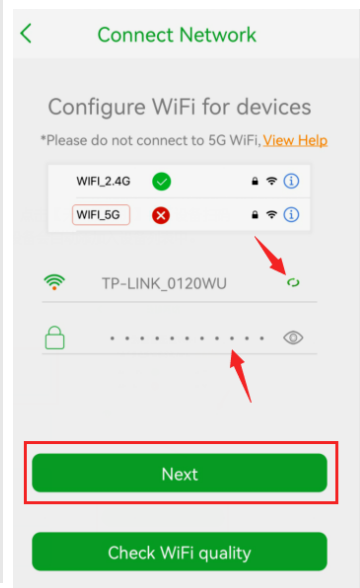 Connect Network
Configure WiFi for devices
*Please do not connect to 5G WiFi, View Help
WIFI_2.4G
WIFI_5G
TP-LINK_0120WU
Next
Check WiFi quality